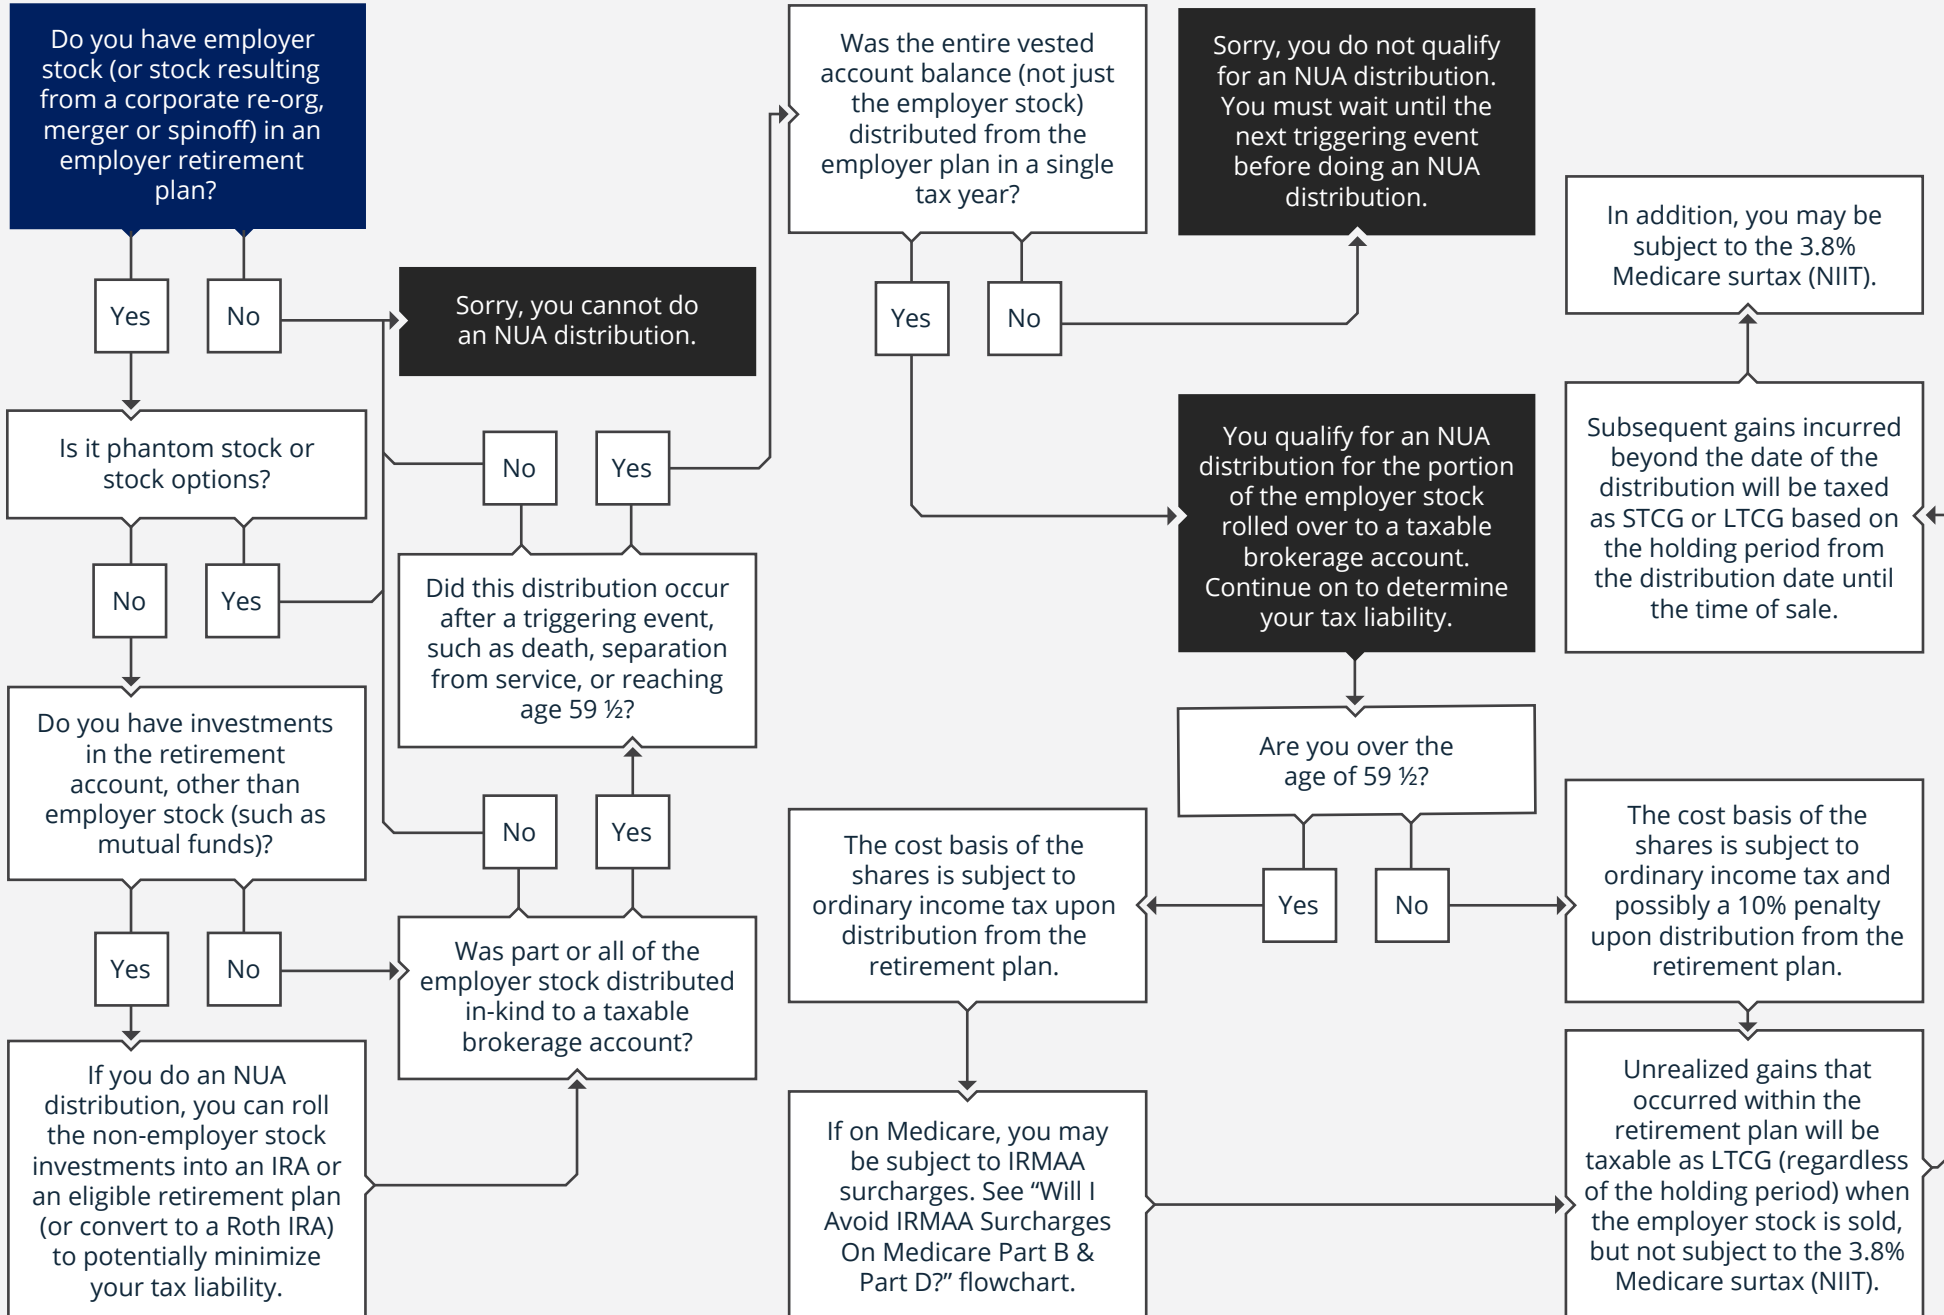 Do you have employer
stock (or stock resulting
from a corporate re-org,
merger or spinoff) in an
employer retirement
plan?
Yes
No
Sorry, you cannot do
an NUA distribution.
Is it phantom stock or
stock options?
No
Yes
Do you have investments
in the retirement
account, other than
employer stock (such as
mutual funds)?
Yes
No
If you do an NUA
distribution, you can roll
the non-employer stock
investments into an IRA or
an eligible retirement plan
(or convert to a Roth IRA)
to potentially minimize
your tax liability.
Was part or all of the
employer stock distributed
in-kind to a taxable
brokerage account?
No
Yes
Did this distribution occur
after a triggering event,
such as death, separation
from service, or reaching
age 59 ½?
No
Yes
Was the entire vested
account balance (not just
the employer stock)
distributed from the
employer plan in a single
tax year?
Yes
No
Sorry, you do not qualify
for an NUA distribution.
You must wait until the
next triggering event
before doing an NUA
distribution.
You qualify for an NUA
distribution for the portion
of the employer stock
rolled over to a taxable
brokerage account.
Continue on to determine
your tax liability.
Are you over the
age of 59 ½?
Yes
No
The cost basis of the
shares is subject to
ordinary income tax upon
distribution from the
retirement plan.
If on Medicare, you may
be subject to IRMAA
surcharges. See “Will I
Avoid IRMAA Surcharges
On Medicare Part B &
Part D?” flowchart.
The cost basis of the
shares is subject to
ordinary income tax and
possibly a 10% penalty
upon distribution from the
retirement plan.
Unrealized gains that
occurred within the
retirement plan will be
taxable as LTCG (regardless
of the holding period) when
the employer stock is sold,
but not subject to the 3.8%
Medicare surtax (NIIT).
Subsequent gains incurred
beyond the date of the
distribution will be taxed
as STCG or LTCG based on
the holding period from
the distribution date until
the time of sale.
In addition, you may be
subject to the 3.8%
Medicare surtax (NIIT).